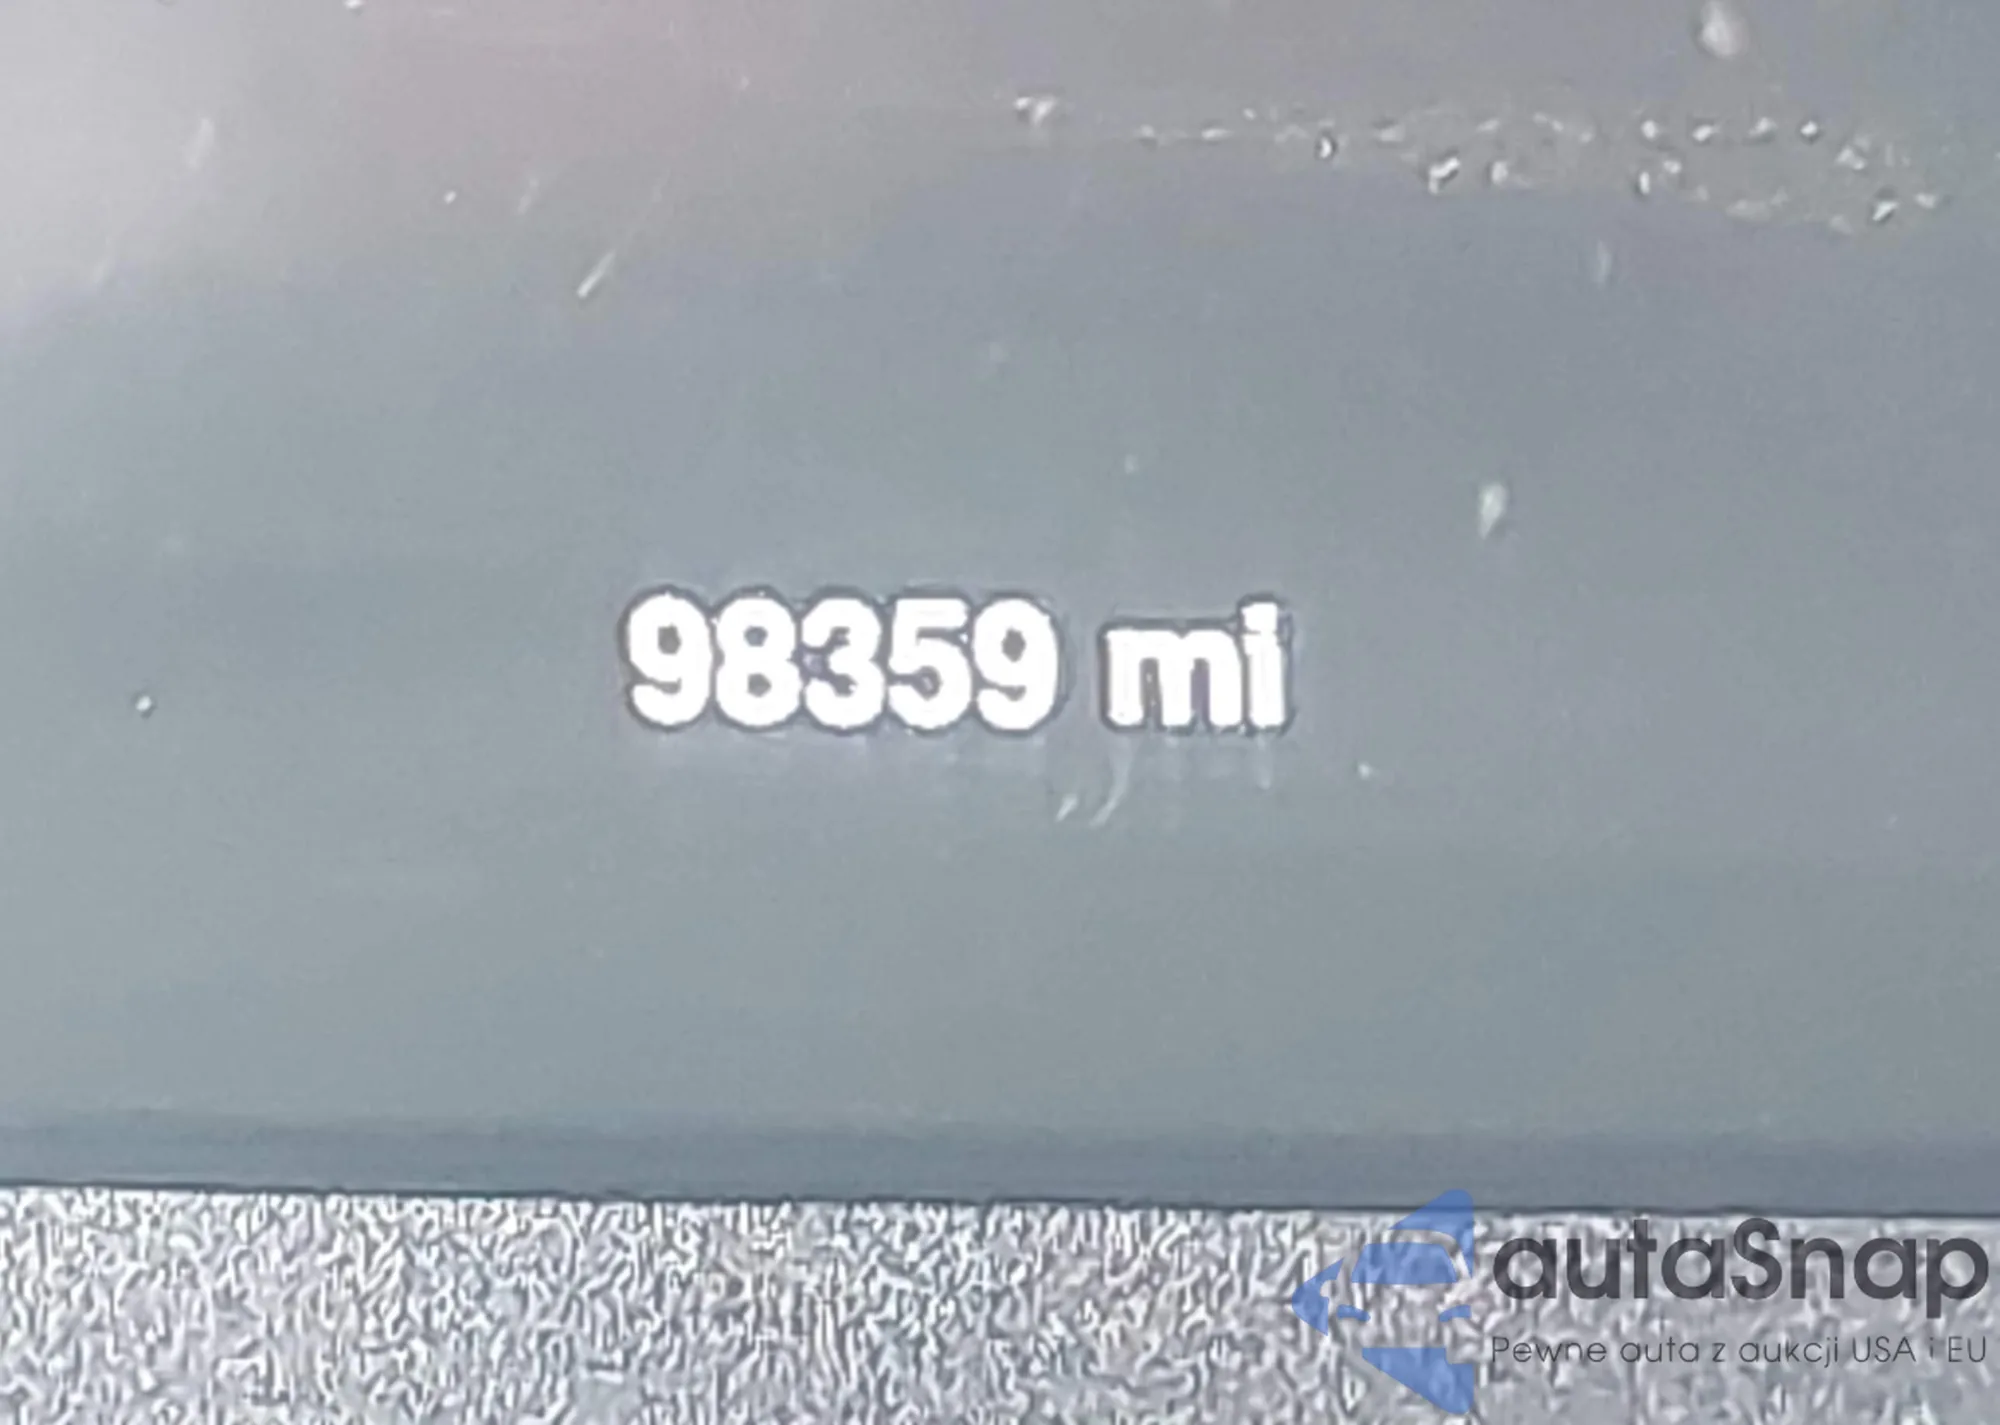 98359 mi
autaSnap
Pewne auta z aukcji USA i EU